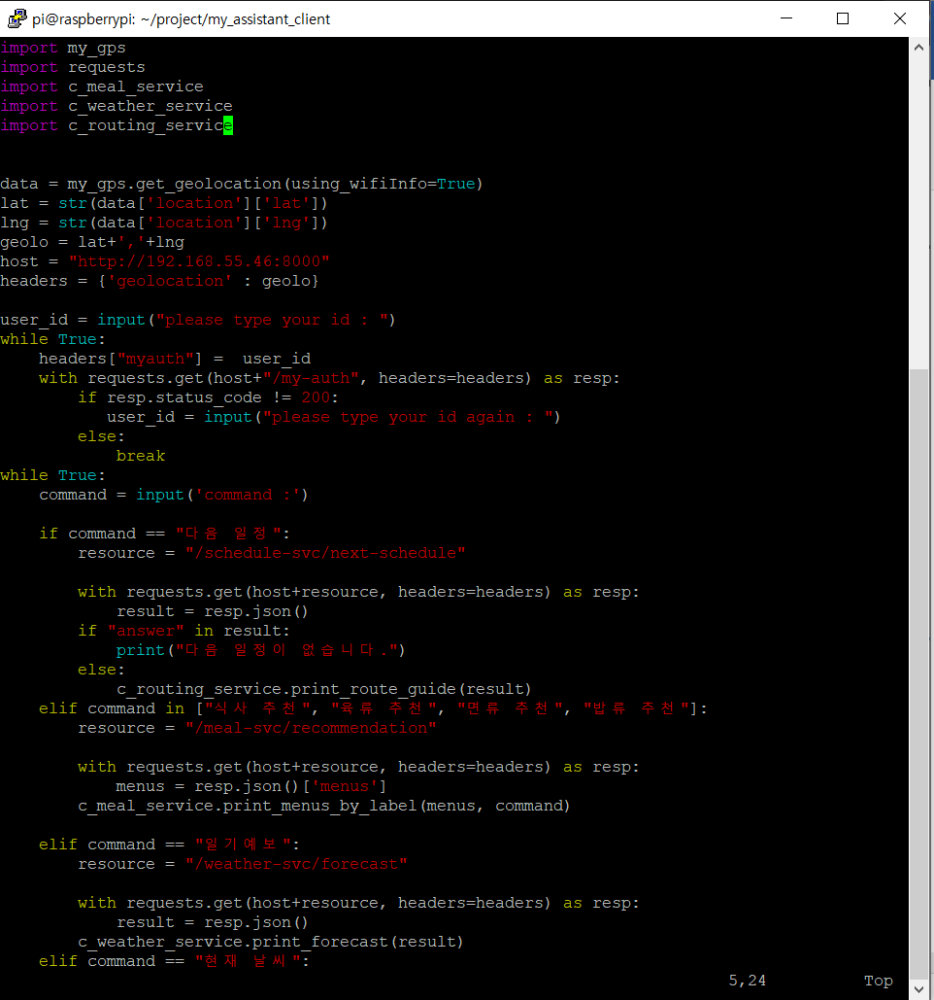 pi@raspberrypi: ~/project/my_assistant_client
import my_gps
import requests
import c_meal_service
import c_weather_service
import c_routing_service
data = my_gps.get_geolocation(using_wifiInfo=True)
lat = str(data['location']['lat'])
lng = str(data['location']['lng'])
geolo = lat+','+lng
host = "http://192.168.55.46:8000"
headers = {'geolocation' : geolo}
user_id = input("please type your id : ")
while True:
    headers["myauth"] =  user_id
    with requests.get(host+"/my-auth", headers=headers) as resp:
        if resp.status_code != 200:
           user_id = input("please type your id again : ")
        else:
            break
while True:
    command = input('command :')
    if command == "다음 일정":
        resource = "/schedule-svc/next-schedule"
        with requests.get(host+resource, headers=headers) as resp:
            result = resp.json()
        if "answer" in result:
            print("다음 일정이 없습니다.")
        else:
            c_routing_service.print_route_guide(result)
    elif command in ["식사 추천", "육류 추천", "면류 추천", "밥류 추천"]:
        resource = "/meal-svc/recommendation"
        with requests.get(host+resource, headers=headers) as resp:
            menus = resp.json()['menus']
        c_meal_service.print_menus_by_label(menus, command)
    elif command == "일기예보":
        resource = "/weather-svc/forecast"
        with requests.get(host+resource, headers=headers) as resp:
            result = resp.json()
        c_weather_service.print_forecast(result)
    elif command == "현재 날씨":
5,24 Top